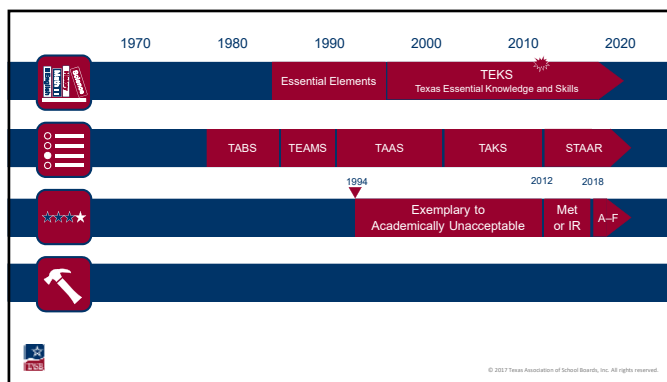 1970 1980 1990 2000 2010 2020
English
Math
History
Science
Essential Elements
TEKS
Texas Essential Knowledge and Skills
TABS TEAMS TAAS TAKS STAAR
1994 2012 2018
Exemplary to
Academically Unacceptable
Met
or IR
A–F
© 2017 Texas Association of School Boards, Inc. All rights reserved.